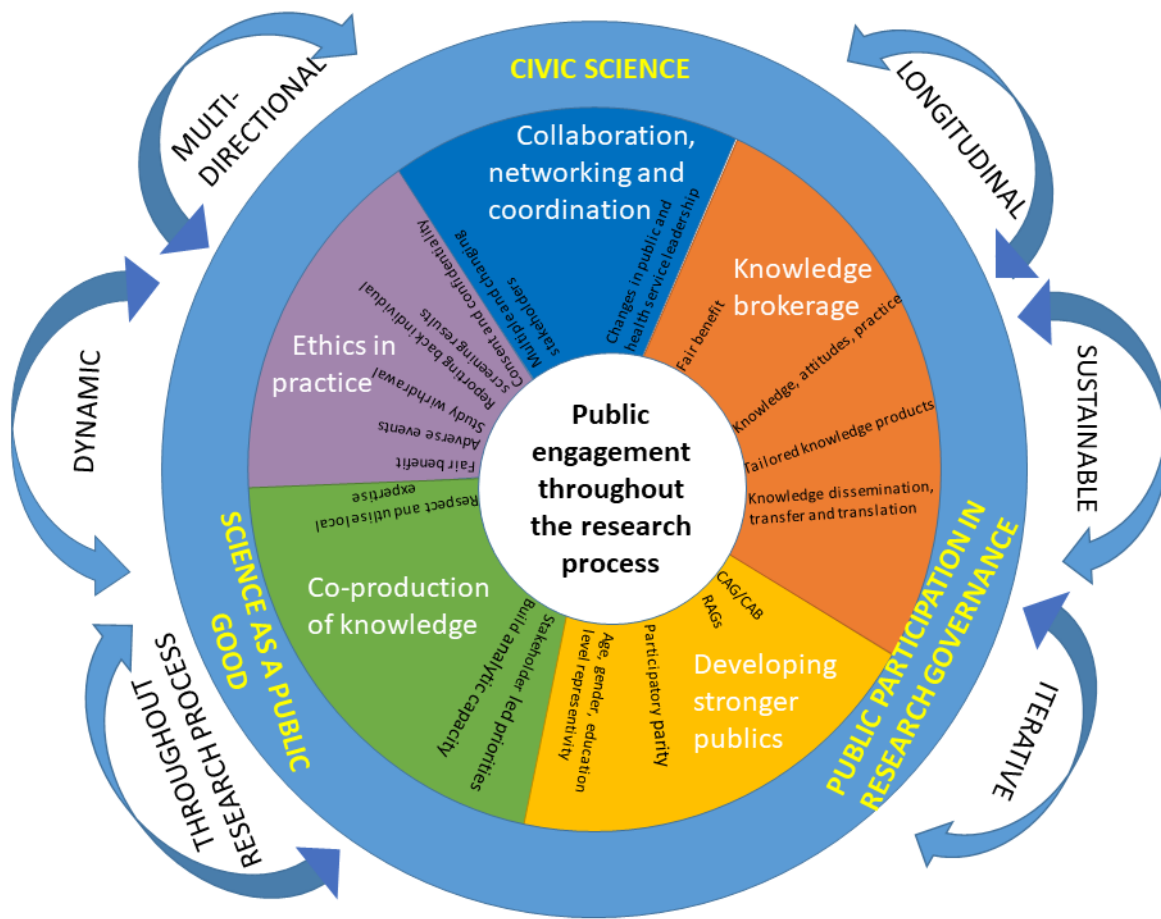 CIVIC SCIENCE
Collaboration,
networking and
coordination
Multiple and changing
stakeholders
Changes in public and
health service leadership
Knowledge
brokerage
Fair benefit
Knowledge, attitudes, practice
Tailored knowledge products
Knowledge dissemination,
transfer and translation
Developing
stronger
publics
CAG/CAB
RAGs
Participatory parity
Age, gender, education
level representivity
Co-production
of knowledge
Stakeholder led priorities
Build analytic capacity
Respect and utilise local
expertise
Ethics in
practice
Fair benefit
Adverse events
Study wirhdrawal
Reporting back individual
screening results
Consent and confidentiality
Public
engagement
throughout
the research
process
PUBLIC PARTICIPATION IN
RESEARCH GOVERNANCE
SCIENCE AS A PUBLIC
GOOD
LONGITUDINAL
SUSTAINABLE
ITERATIVE
THROUGHOUT
RESEARCH PROCESS
DYNAMIC
MULTI-
DIRECTIONAL